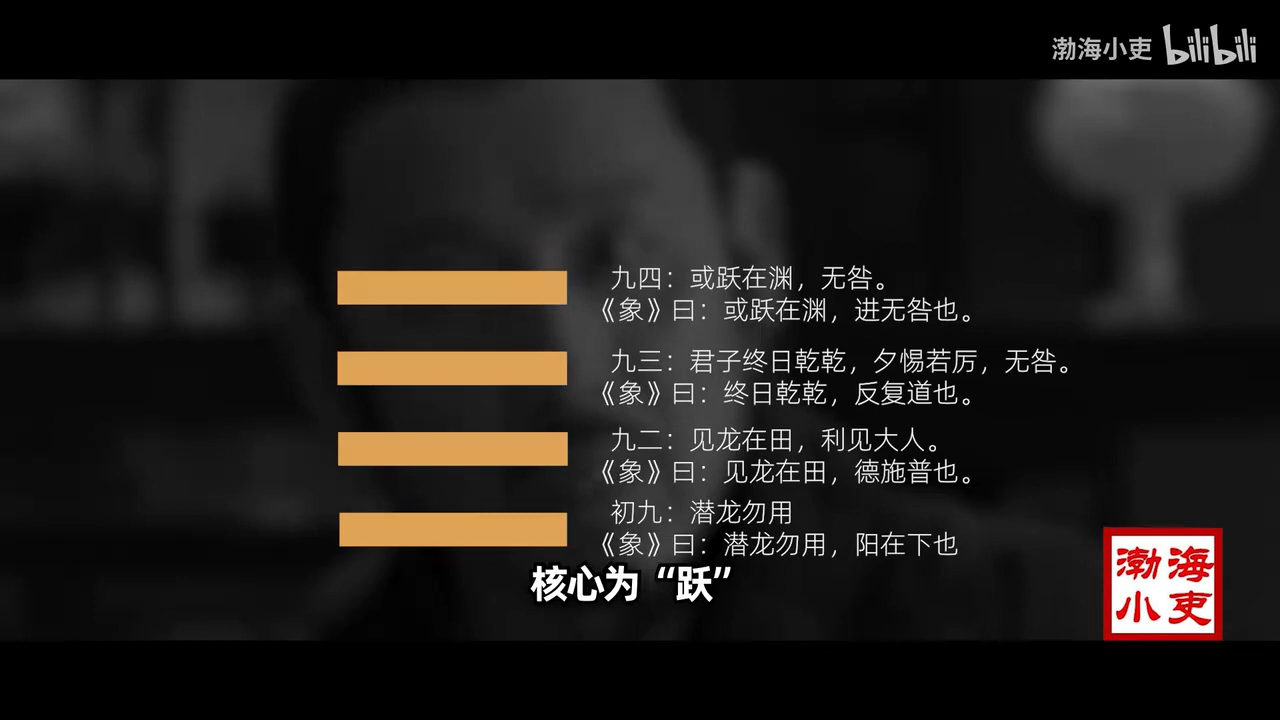 渤海小吏 bilibili
九四：或跃在渊，无咎。
《象》曰：或跃在渊，进无咎也。
九三：君子终日乾乾，夕惕若厉，无咎。
《象》曰：终日乾乾，反复道也。
九二：见龙在田，利见大人。
《象》曰：见龙在田，德施普也。
初九：潜龙勿用
《象》曰：潜龙勿用，阳在下也
核心为“跃”
渤海
小吏